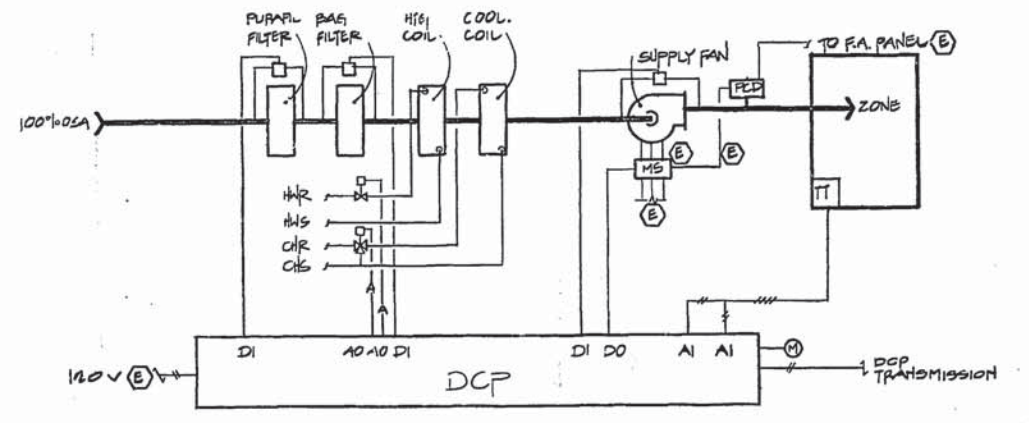 PURAFIL
FILTER
BAG
FILTER
HTG
COIL
COOL.
COIL
SUPPLY FAN
TO F.A. PANEL E
100% OSA
FCD
ZONE
MS
E
E
E
TT
HWR
HWS
CHR
CHS
A
A
DI
AO
AO
DI
DI
DO
AI
AI
M
120 V E
DCP
DCP
TRANSMISSION